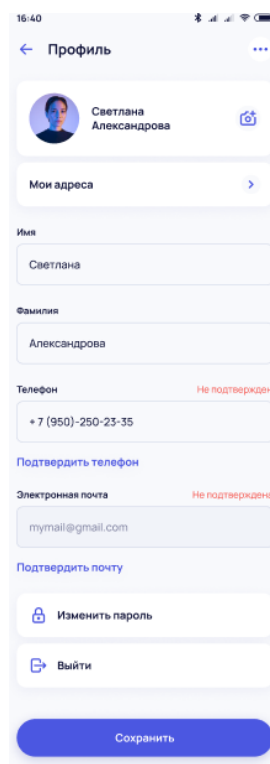 16:40
Профиль
Светлана
Александрова
Мои адреса
Имя
Светлана
Фамилия
Александрова
Телефон Не подтвержден
+ 7 (950)-250-23-35
Подтвердить телефон
Электронная почта Не подтверждена
mymail@gmail.com
Подтвердить почту
Изменить пароль
Выйти
Сохранить